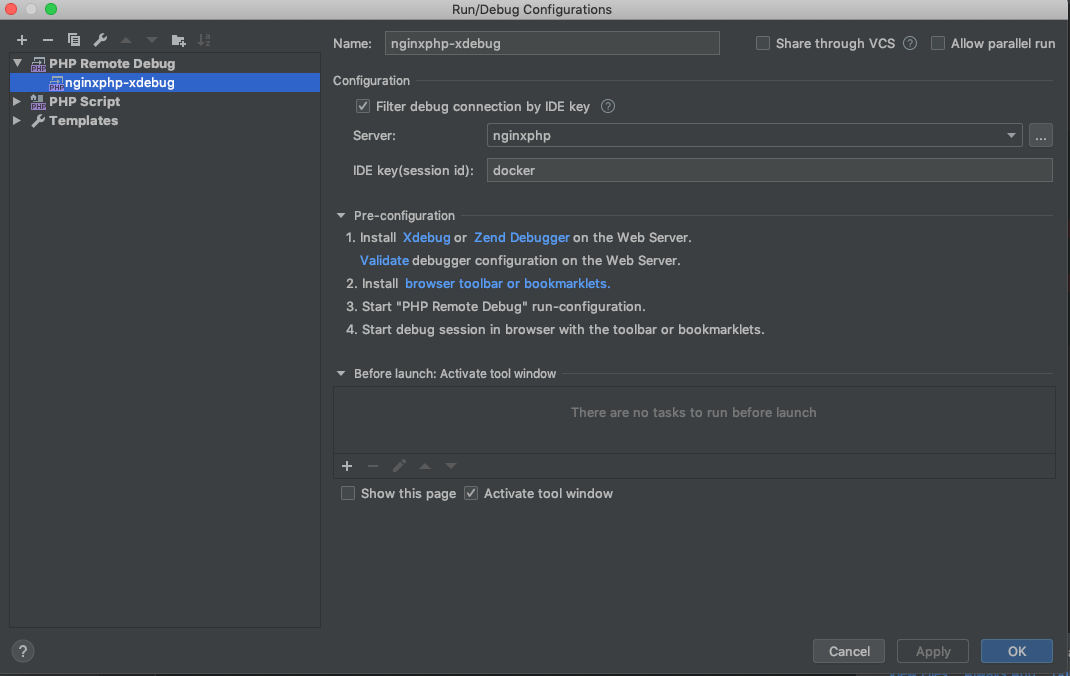 Run/Debug Configurations
Name: nginxphp-xdebug Share through VCS ? Allow parallel run
PHP Remote Debug
nginxphp-xdebug
PHP Script
Templates
Configuration
Filter debug connection by IDE key ?
Server: nginxphp ...
IDE key(session id): docker
Pre-configuration
1. Install Xdebug or Zend Debugger on the Web Server.
Validate debugger configuration on the Web Server.
2. Install browser toolbar or bookmarklets.
3. Start "PHP Remote Debug" run-configuration.
4. Start debug session in browser with the toolbar or bookmarklets.
Before launch: Activate tool window
There are no tasks to run before launch
Show this page Activate tool window
? Cancel Apply OK